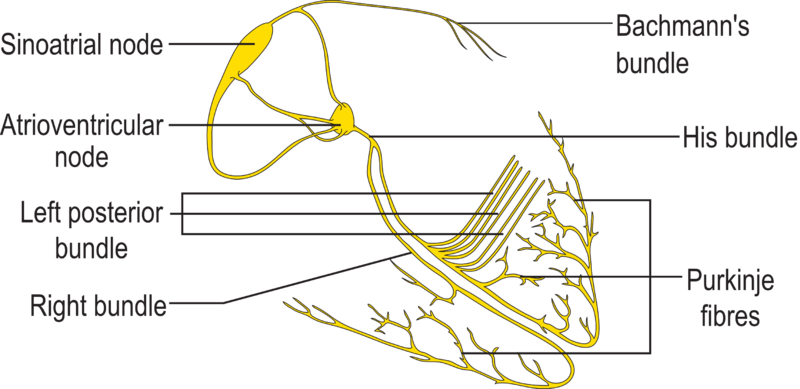 Sinoatrial node
Bachmann's
bundle
Atrioventricular
node
His bundle
Left posterior
bundle
Right bundle
Purkinje
fibres